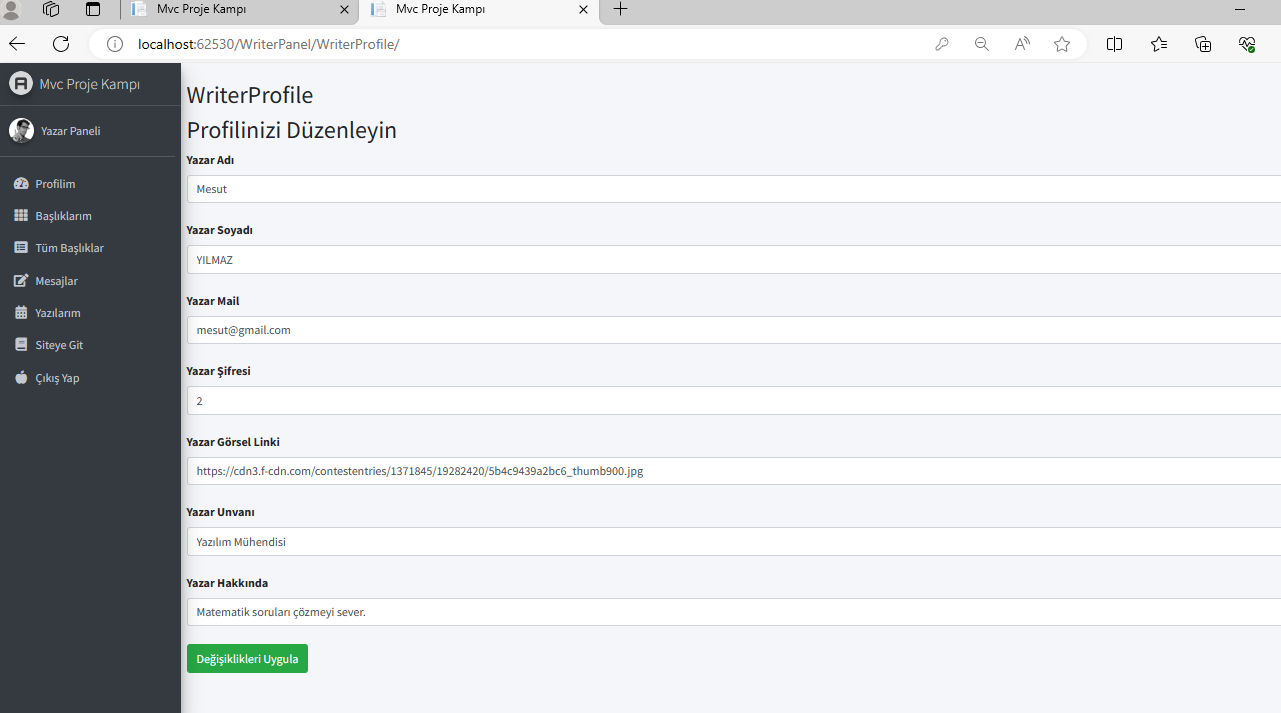 Mvc Proje Kampı
Mvc Proje Kampı
localhost:62530/WriterPanel/WriterProfile/
Mvc Proje Kampı
Yazar Paneli
Profilim
Başlıklarım
Tüm Başlıklar
Mesajlar
Yazılarım
Siteye Git
Çıkış Yap
WriterProfile
Profilinizi Düzenleyin
Yazar Adı
Mesut
Yazar Soyadı
YILMAZ
Yazar Mail
mesut@gmail.com
Yazar Şifresi
2
Yazar Görsel Linki
https://cdn3.f-cdn.com/contestentries/1371845/19282420/5b4c9439a2bc6_thumb900.jpg
Yazar Unvanı
Yazılım Mühendisi
Yazar Hakkında
Matematik soruları çözmeyi sever.
Değişiklikleri Uygula